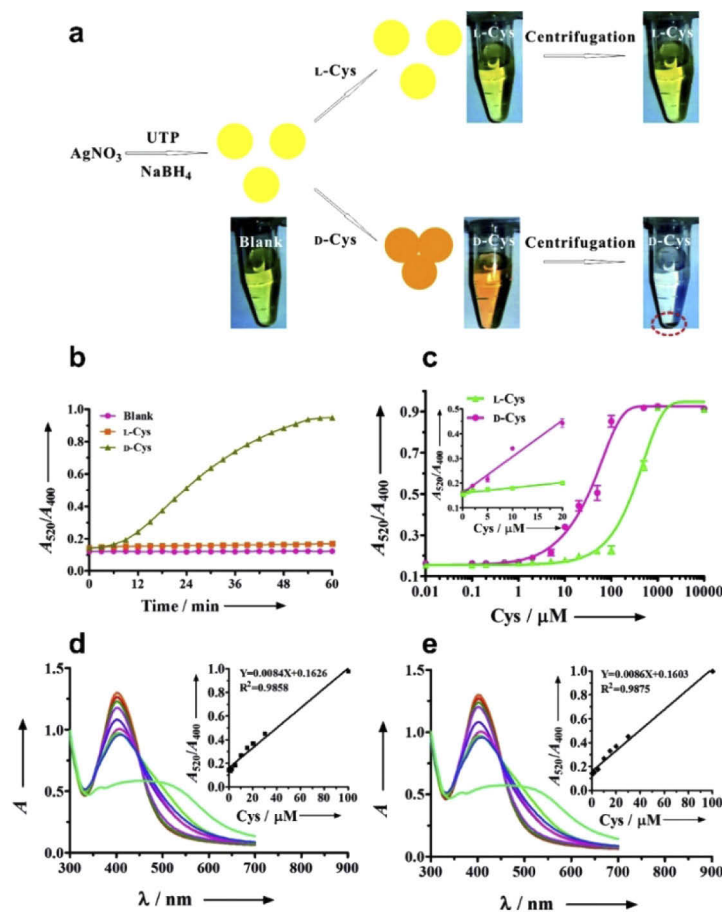 a
L-Cys
L-Cys
Centrifugation
L-Cys
UTP
AgNO₃
NaBH₄
Blank
D-Cys
D-Cys
Centrifugation
D-Cys
b
Blank
L-Cys
D-Cys
A₅₂₀/A₄₀₀
1.0
0.8
0.6
0.4
0.2
0.0
0 12 24 36 48 60
Time / min
c
L-Cys
D-Cys
A₅₂₀/A₄₀₀
0.9
0.7
0.5
0.3
0.1
0.01 0.1 1 10 100 1000 10000
Cys / μM
A₅₂₀/A₄₀₀
0.5
0.4
0.3
0.2
0.1
0 5 10 15 20
Cys / μM
d
A
1.5
1.0
0.5
0.0
300 400 500 600 700 800 900
λ / nm
Y=0.0084X+0.1626
R²=0.9858
A₅₂₀/A₄₀₀
1.0
0.8
0.6
0.4
0.2
0.0
0 20 40 60 80 100
Cys / μM
e
A
1.5
1.0
0.5
0.0
300 400 500 600 700 800 900
λ / nm
Y=0.0086X+0.1603
R²=0.9875
A₅₂₀/A₄₀₀
1.0
0.8
0.6
0.4
0.2
0.0
0 20 40 60 80 100
Cys / μM